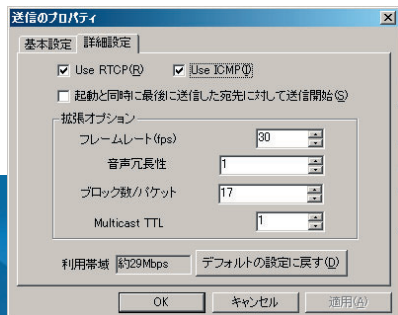 送信のプロパティ
基本設定 詳細設定
Use RTCP(R) Use ICMP(I)
起動と同時に最後に送信した宛先に対して送信開始(S)
拡張オプション
フレームレート(fps) 30
音声冗長性 1
ブロック数/パケット 17
Multicast TTL 1
利用帯域 約29Mbps デフォルトの設定に戻す(D)
OK キャンセル 適用(A)